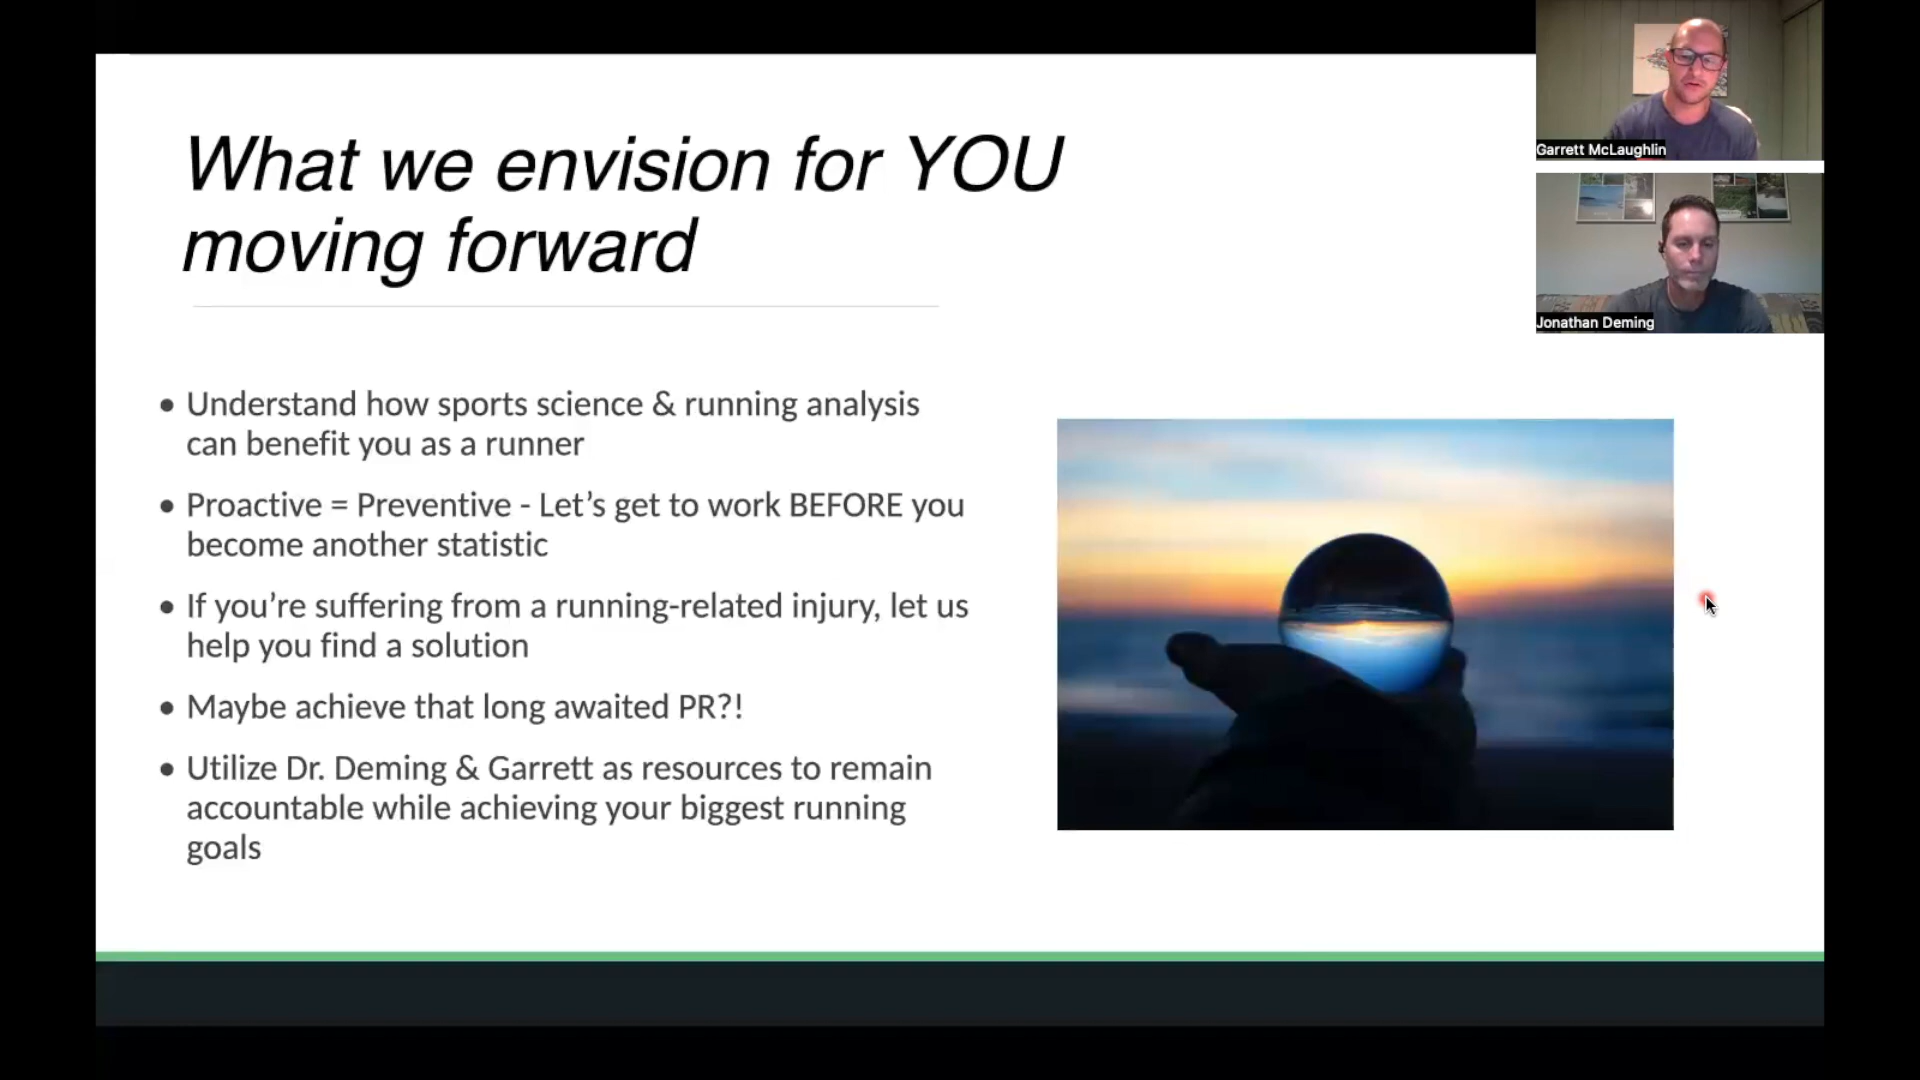 What we envision for YOU
moving forward
• Understand how sports science & running analysis
can benefit you as a runner
• Proactive = Preventive - Let’s get to work BEFORE you
become another statistic
• If you’re suffering from a running-related injury, let us
help you find a solution
• Maybe achieve that long awaited PR?!
• Utilize Dr. Deming & Garrett as resources to remain
accountable while achieving your biggest running
goals
Garrett McLaughlin
Jonathan Deming